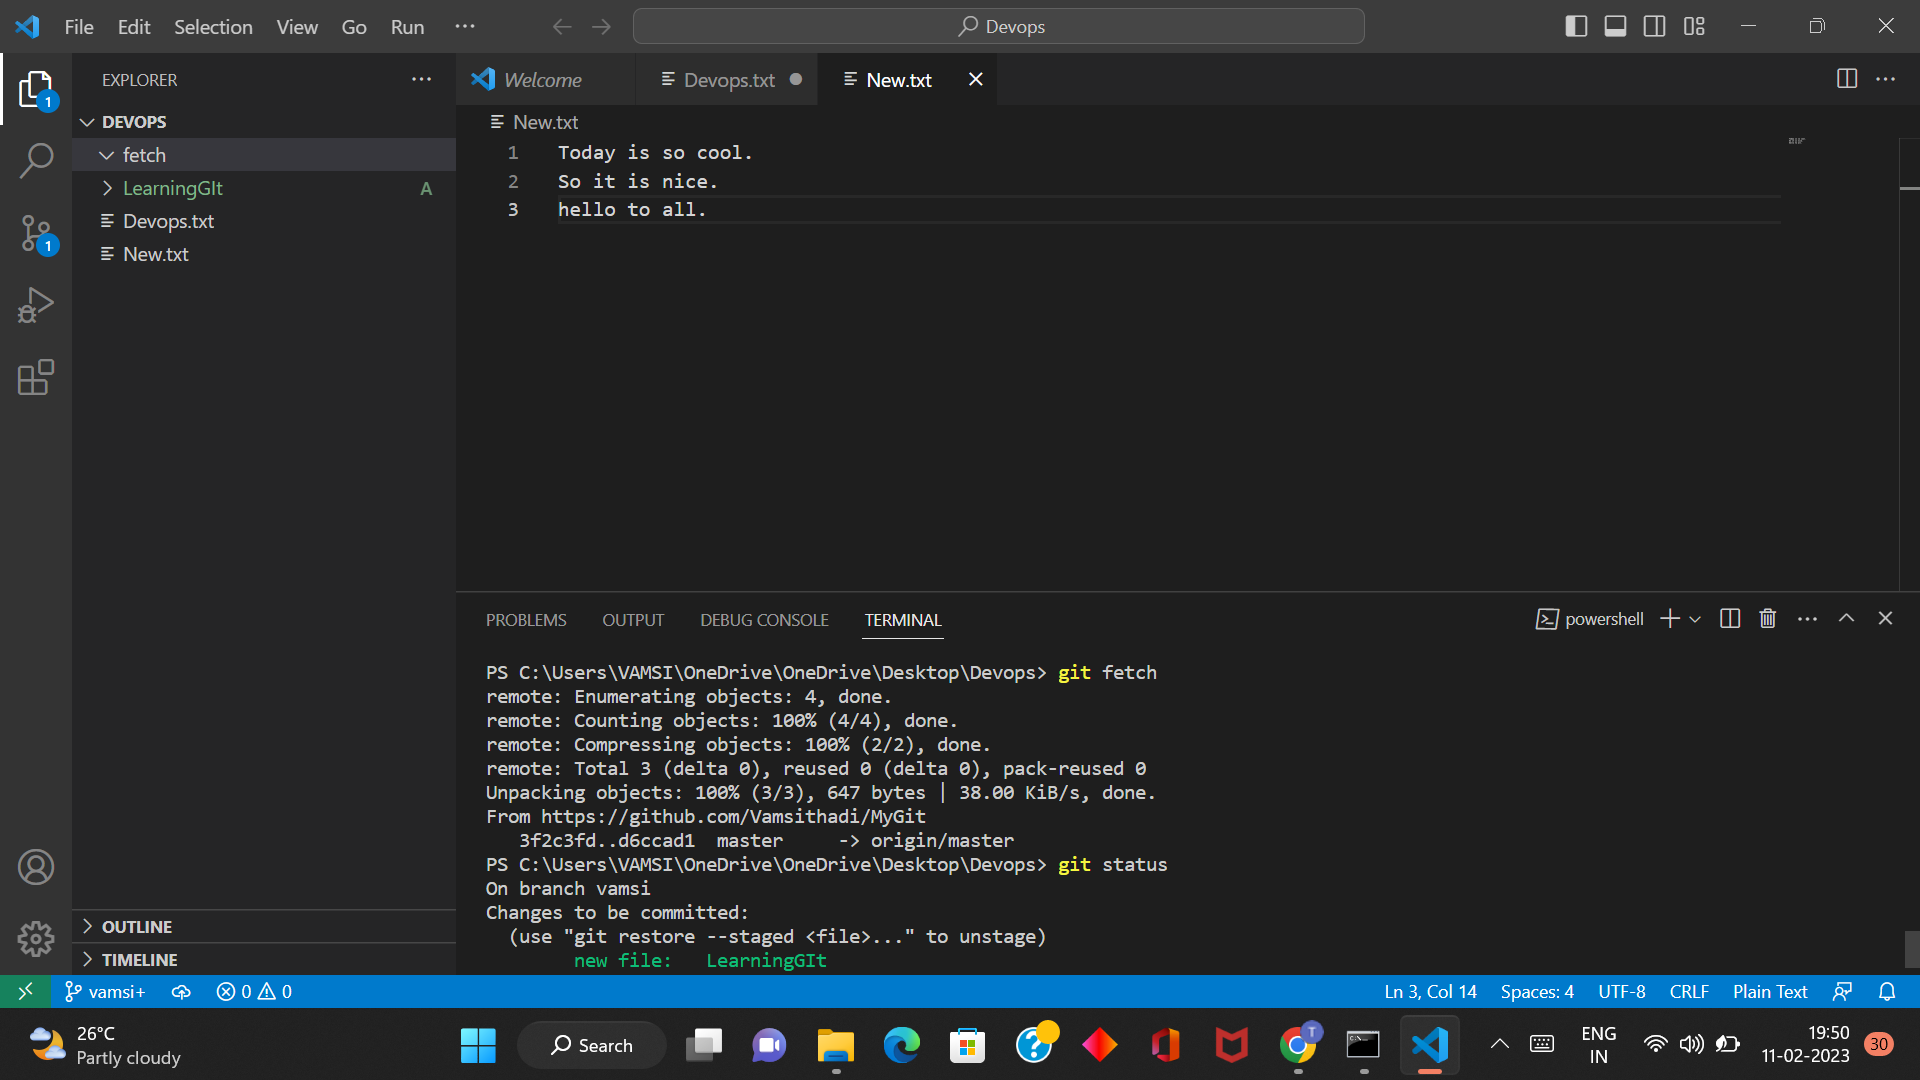 File Edit Selection View Go Run ···
Devops
EXPLORER ···
Welcome Devops.txt New.txt
DEVOPS
fetch
LearningGIt A
Devops.txt
New.txt
1
1
New.txt
1 Today is so cool.
2 So it is nice.
3 hello to all.
PROBLEMS OUTPUT DEBUG CONSOLE TERMINAL
powershell
PS C:\Users\VAMSI\OneDrive\OneDrive\Desktop\Devops> git fetch
remote: Enumerating objects: 4, done.
remote: Counting objects: 100% (4/4), done.
remote: Compressing objects: 100% (2/2), done.
remote: Total 3 (delta 0), reused 0 (delta 0), pack-reused 0
Unpacking objects: 100% (3/3), 647 bytes | 38.00 KiB/s, done.
From https://github.com/Vamsithadi/MyGit
3f2c3fd..d6ccad1 master -> origin/master
PS C:\Users\VAMSI\OneDrive\OneDrive\Desktop\Devops> git status
On branch vamsi
Changes to be committed:
(use "git restore --staged <file>..." to unstage)
new file: LearningGIt
OUTLINE
TIMELINE
vamsi+ 0 0
Ln 3, Col 14 Spaces: 4 UTF-8 CRLF Plain Text
26°C
Partly cloudy
Search
T
ENG
IN
19:50
11-02-2023
30